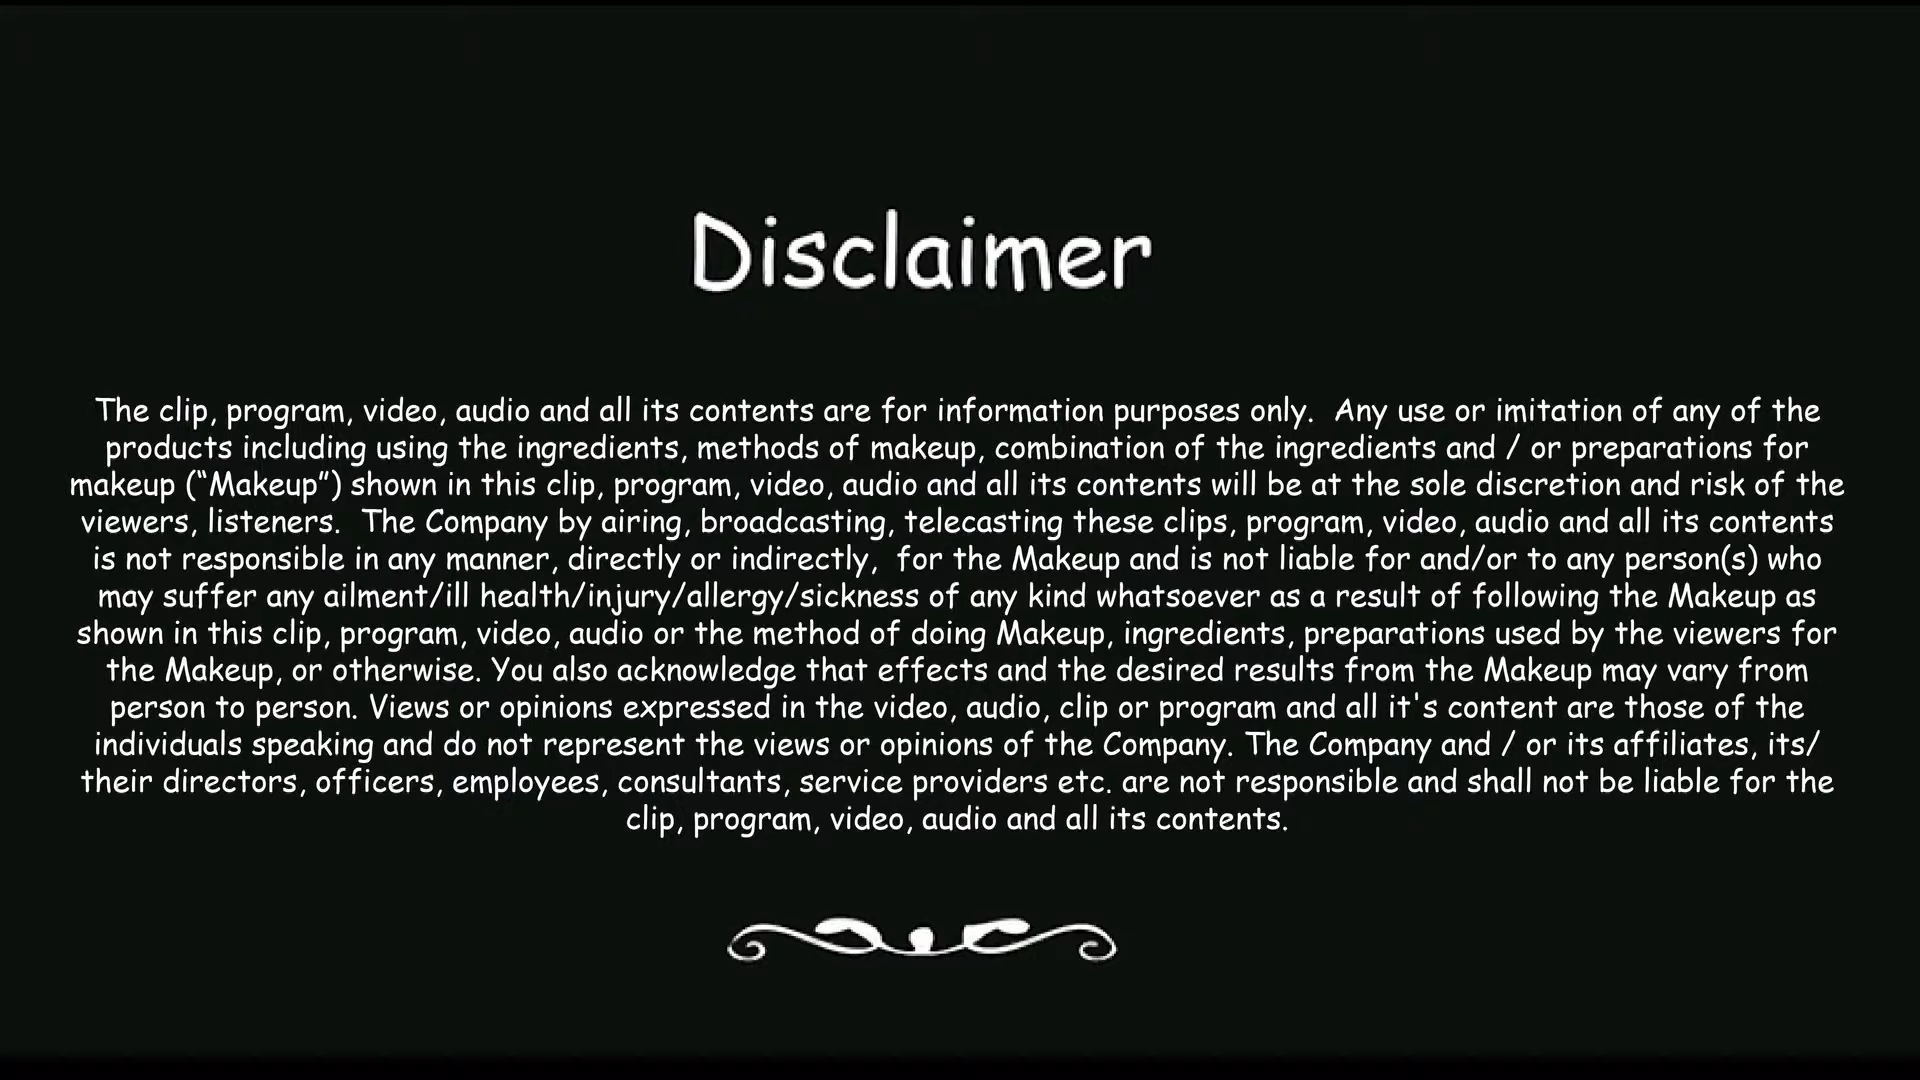 Disclaimer
The clip, program, video, audio and all its contents are for information purposes only.  Any use or imitation of any of the
products including using the ingredients, methods of makeup, combination of the ingredients and / or preparations for
makeup (“Makeup”) shown in this clip, program, video, audio and all its contents will be at the sole discretion and risk of the
viewers, listeners.  The Company by airing, broadcasting, telecasting these clips, program, video, audio and all its contents
is not responsible in any manner, directly or indirectly,  for the Makeup and is not liable for and/or to any person(s) who
may suffer any ailment/ill health/injury/allergy/sickness of any kind whatsoever as a result of following the Makeup as
shown in this clip, program, video, audio or the method of doing Makeup, ingredients, preparations used by the viewers for
the Makeup, or otherwise. You also acknowledge that effects and the desired results from the Makeup may vary from
person to person. Views or opinions expressed in the video, audio, clip or program and all it's content are those of the
individuals speaking and do not represent the views or opinions of the Company. The Company and / or its affiliates, its/
their directors, officers, employees, consultants, service providers etc. are not responsible and shall not be liable for the
clip, program, video, audio and all its contents.